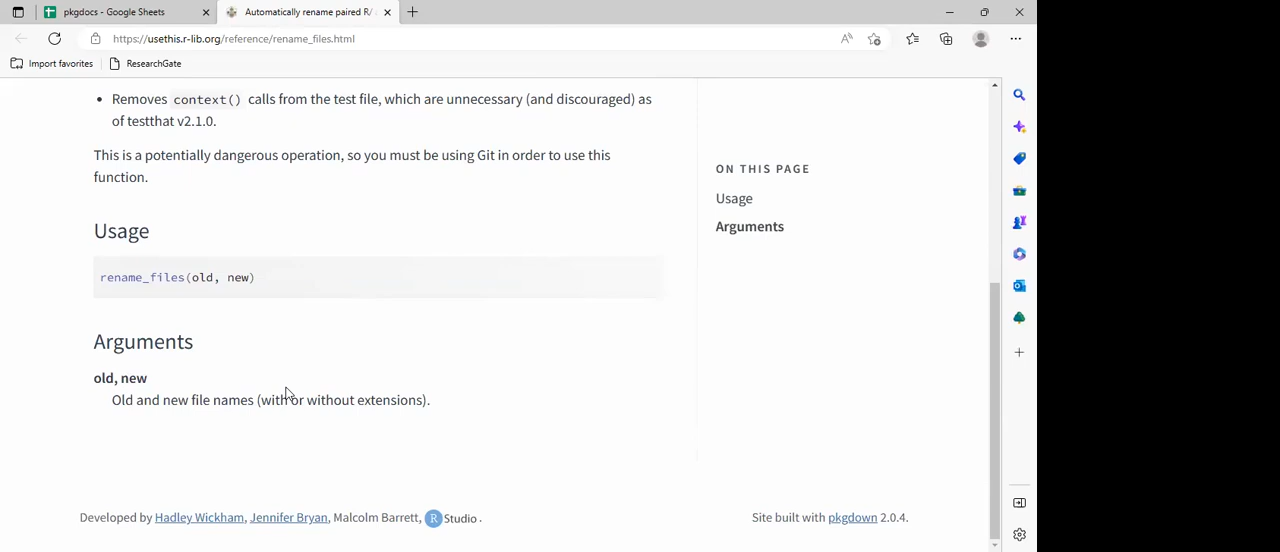 pkgdocs - Google Sheets
Automatically rename paired R/
https://usethis.r-lib.org/reference/rename_files.html
Import favorites
ResearchGate
• Removes context() calls from the test file, which are unnecessary (and discouraged) as
of testthat v2.1.0.
This is a potentially dangerous operation, so you must be using Git in order to use this
function.
ON THIS PAGE
Usage
Arguments
Usage
rename_files(old, new)
Arguments
old, new
Old and new file names (with or without extensions).
Developed by Hadley Wickham, Jennifer Bryan, Malcolm Barrett, R Studio.
Site built with pkgdown 2.0.4.